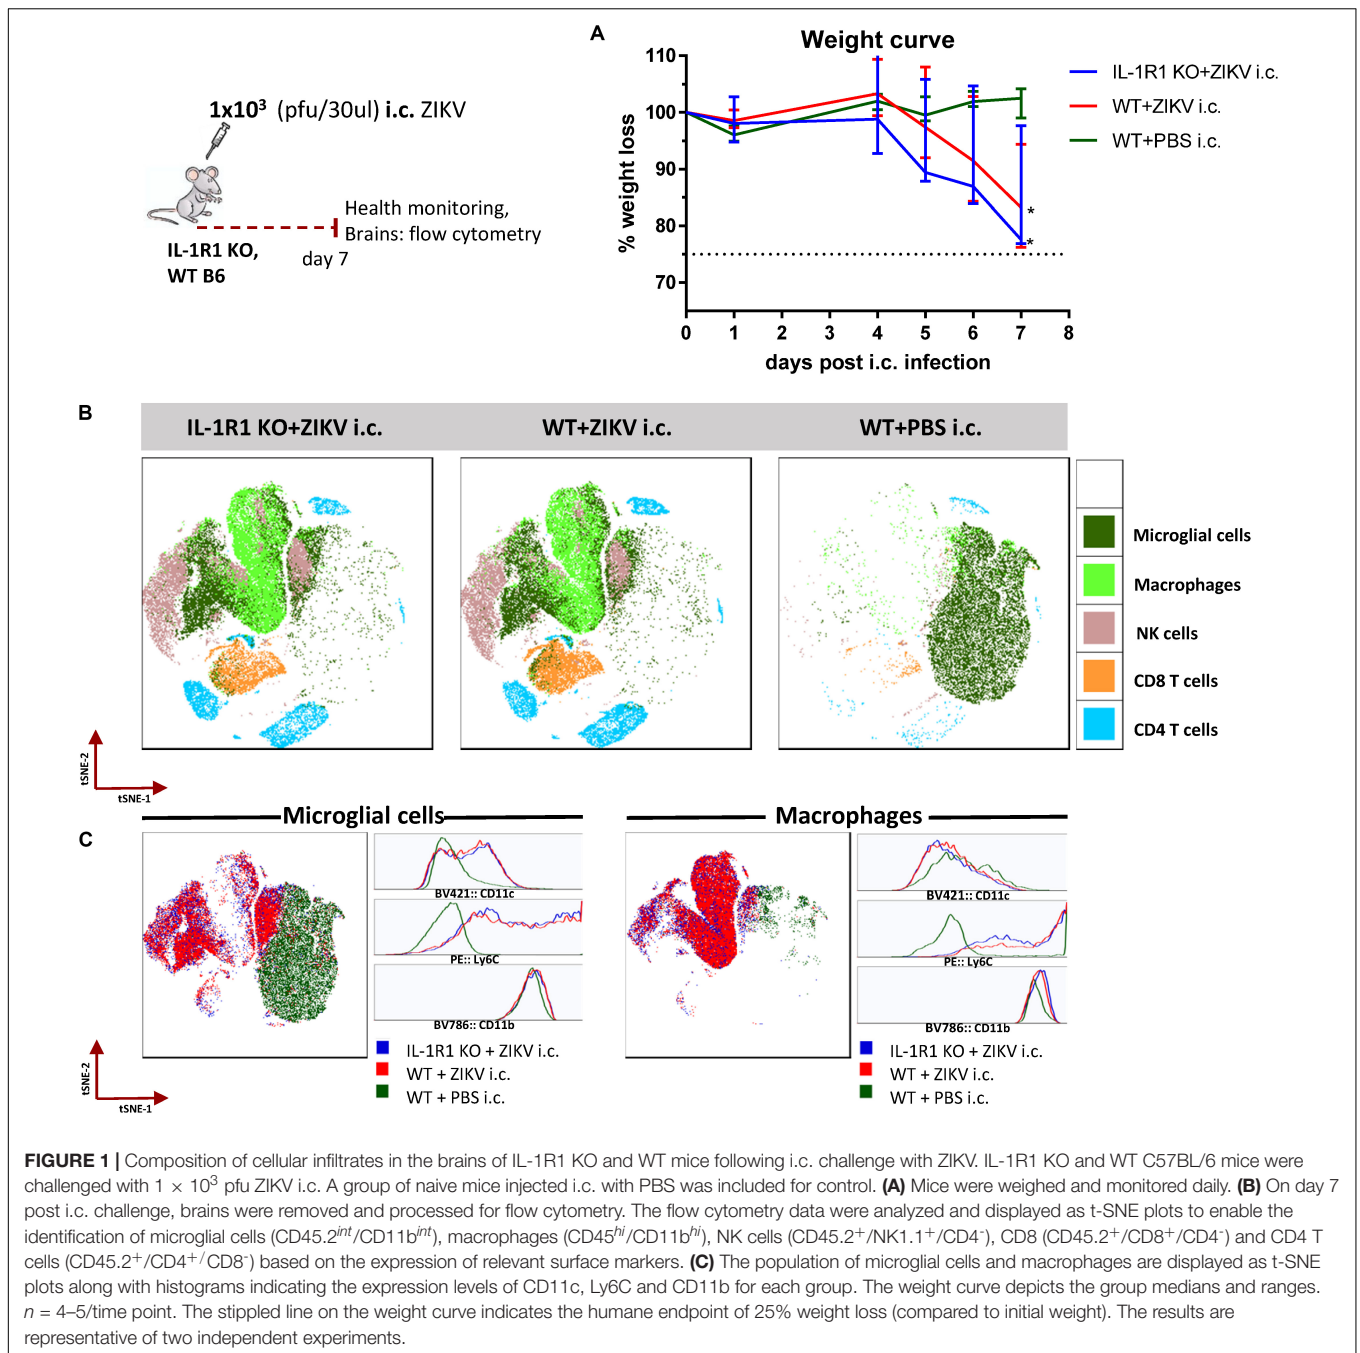 1x10³ (pfu/30ul) i.c. ZIKV
IL-1R1 KO,
WT B6
day 7
Health monitoring,
Brains: flow cytometry
A
Weight curve
% weight loss
110
100
90
80
70
0 1 2 3 4 5 6 7 8
days post i.c. infection
*
*
IL-1R1 KO+ZIKV i.c.
WT+ZIKV i.c.
WT+PBS i.c.
B
IL-1R1 KO+ZIKV i.c. WT+ZIKV i.c. WT+PBS i.c.
Microglial cells
Macrophages
NK cells
CD8 T cells
CD4 T cells
tSNE-2
tSNE-1
C
Microglial cells
BV421:: CD11c
PE:: Ly6C
BV786:: CD11b
IL-1R1 KO + ZIKV i.c.
WT + ZIKV i.c.
WT + PBS i.c.
Macrophages
BV421:: CD11c
PE:: Ly6C
BV786:: CD11b
IL-1R1 KO + ZIKV i.c.
WT + ZIKV i.c.
WT + PBS i.c.
tSNE-2
tSNE-1
FIGURE 1 | Composition of cellular infiltrates in the brains of IL-1R1 KO and WT mice following i.c. challenge with ZIKV. IL-1R1 KO and WT C57BL/6 mice were
challenged with 1 × 10³ pfu ZIKV i.c. A group of naive mice injected i.c. with PBS was included for control. (A) Mice were weighed and monitored daily. (B) On day 7
post i.c. challenge, brains were removed and processed for flow cytometry. The flow cytometry data were analyzed and displayed as t-SNE plots to enable the
identification of microglial cells (CD45.2ⁱⁿᵗ/CD11bⁱⁿᵗ), macrophages (CD45ʰⁱ/CD11bʰⁱ), NK cells (CD45.2⁺/NK1.1⁺/CD4⁻), CD8 (CD45.2⁺/CD8⁺/CD4⁻) and CD4 T
cells (CD45.2⁺/CD4⁺/CD8⁻) based on the expression of relevant surface markers. (C) The population of microglial cells and macrophages are displayed as t-SNE
plots along with histograms indicating the expression levels of CD11c, Ly6C and CD11b for each group. The weight curve depicts the group medians and ranges.
n = 4–5/time point. The stippled line on the weight curve indicates the humane endpoint of 25% weight loss (compared to initial weight). The results are
representative of two independent experiments.